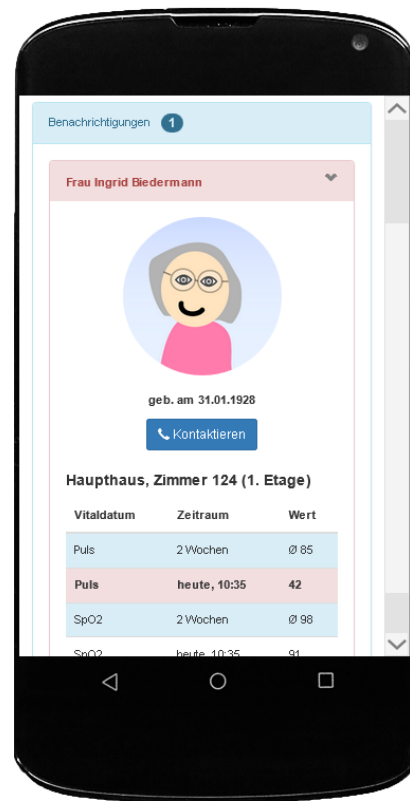 Benachrichtigungen 1
Frau Ingrid Biedermann
geb. am 31.01.1928
Kontaktieren
Haupthaus, Zimmer 124 (1. Etage)
Vitaldatum Zeitraum Wert
Puls 2 Wochen Ø 85
Puls heute, 10:35 42
SpO2 2 Wochen Ø 98
SpO2 heute, 10:35 91